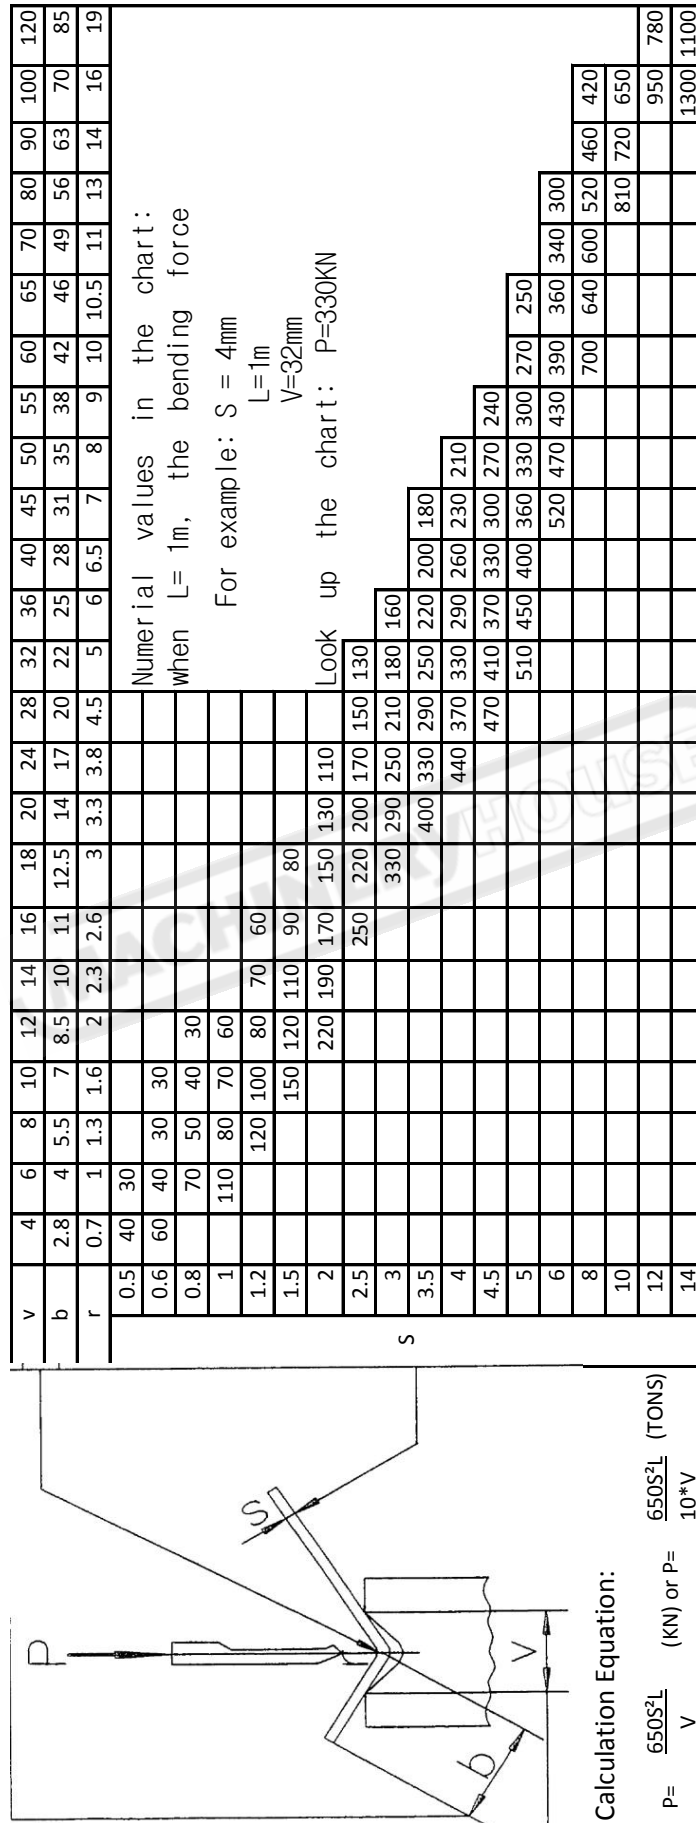 P
S
r
b
V
Calculation Equation:
P= 650S²L / V (KN) or P= 650S²L / 10*V (TONS)
v 4 6 8 10 12 14 16 18 20 24 28 32 36 40 45 50 55 60 65 70 80 90 100 120
b 2.8 4 5.5 7 8.5 10 11 12.5 14 17 20 22 25 28 31 35 38 42 46 49 56 63 70 85
r 0.7 1 1.3 1.6 2 2.3 2.6 3 3.3 3.8 4.5 5 6 6.5 7 8 9 10 10.5 11 13 14 16 19
S
0.5 40 30
0.6 60 40 30 30
0.8 70 50 40 30
1 110 80 70 60
1.2 120 100 80 70 60
1.5 150 120 110 90 80
2 220 190 170 150 130 110
2.5 250 220 200 170 150 130
3 330 290 250 210 180 160
3.5 400 330 290 250 220 200 180
4 440 370 330 290 260 230 210
4.5 470 410 370 330 300 270 240
5 510 450 400 360 330 300 270 250
6 520 470 430 390 360 340 300
8 700 640 600 520 460 420
10 810 720 650
12 950 780
14 1300 1100
Numerial values in the chart:
when L= 1m, the bending force
For example: S = 4mm
L=1m
V=32mm
Look up the chart: P=330KN
MACHINERYHOUSE